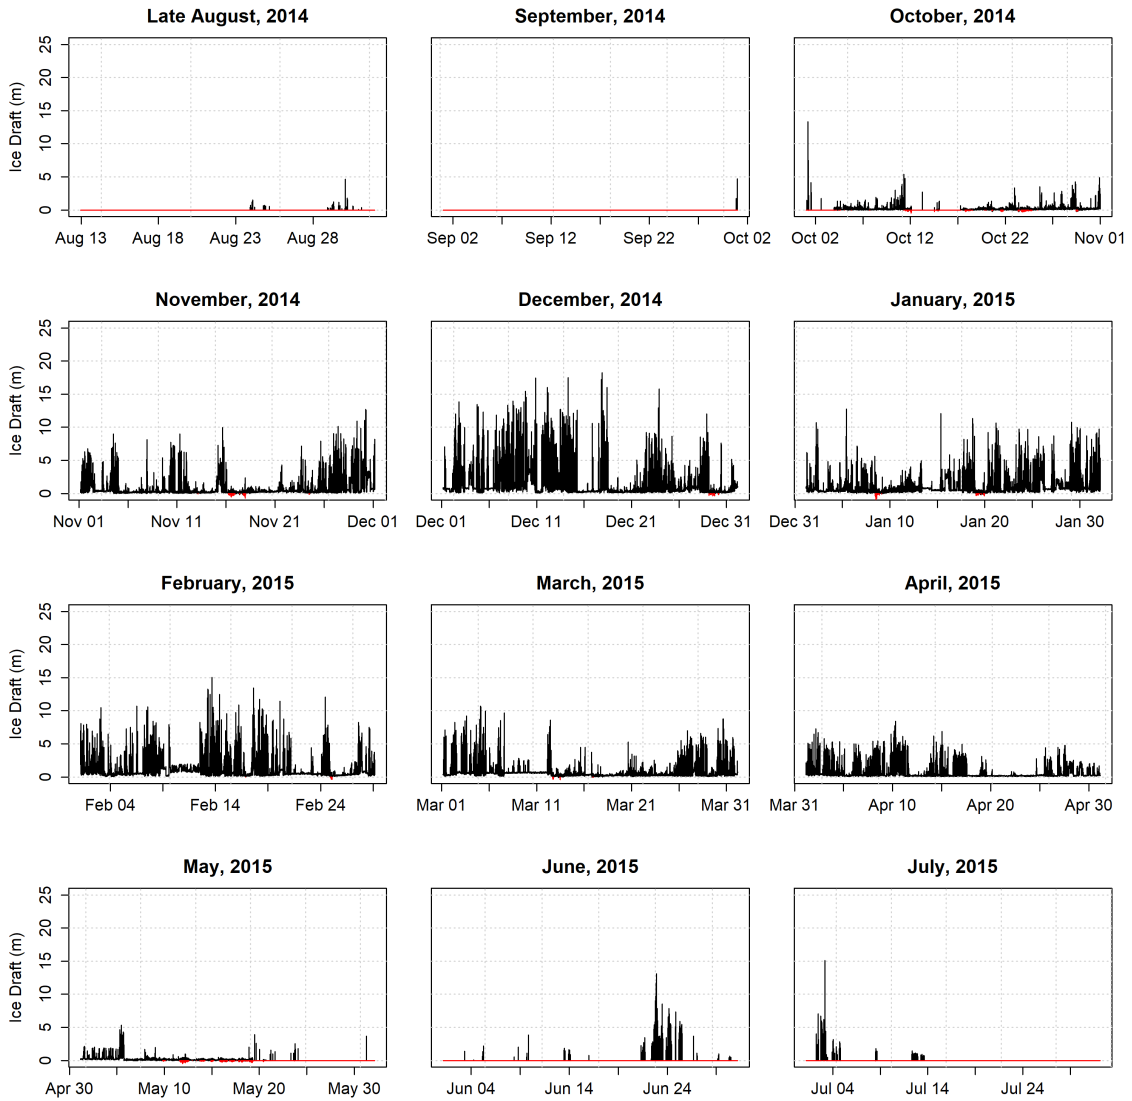 Late August, 2014 September, 2014 October, 2014
Ice Draft (m)
0 5 10 15 20 25
Aug 13 Aug 18 Aug 23 Aug 28 Sep 02 Sep 12 Sep 22 Oct 02 Oct 02 Oct 12 Oct 22 Nov 01
November, 2014 December, 2014 January, 2015
Ice Draft (m)
0 5 10 15 20 25
Nov 01 Nov 11 Nov 21 Dec 01 Dec 01 Dec 11 Dec 21 Dec 31 Dec 31 Jan 10 Jan 20 Jan 30
February, 2015 March, 2015 April, 2015
Ice Draft (m)
0 5 10 15 20 25
Feb 04 Feb 14 Feb 24 Mar 01 Mar 11 Mar 21 Mar 31 Mar 31 Apr 10 Apr 20 Apr 30
May, 2015 June, 2015 July, 2015
Ice Draft (m)
0 5 10 15 20 25
Apr 30 May 10 May 20 May 30 Jun 04 Jun 14 Jun 24 Jul 04 Jul 14 Jul 24